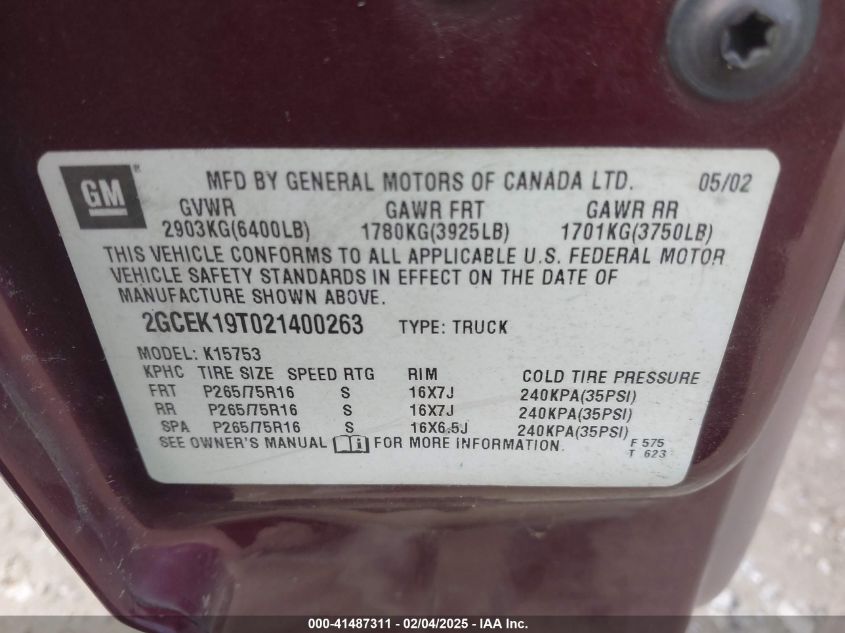 GM
MFD BY GENERAL MOTORS OF CANADA LTD. 05/02
GVWR GAWR FRT GAWR RR
2903KG(6400LB) 1780KG(3925LB) 1701KG(3750LB)
THIS VEHICLE CONFORMS TO ALL APPLICABLE U.S. FEDERAL MOTOR
VEHICLE SAFETY STANDARDS IN EFFECT ON THE DATE OF
MANUFACTURE SHOWN ABOVE.
2GCEK19T021400263 TYPE: TRUCK
MODEL: K15753
KPHC TIRE SIZE SPEED RTG RIM COLD TIRE PRESSURE
FRT P265/75R16 S 16X7J 240KPA(35PSI)
RR P265/75R16 S 16X7J 240KPA(35PSI)
SPA P265/75R16 S 16X6.5J 240KPA(35PSI)
SEE OWNER'S MANUAL FOR MORE INFORMATION. F 575
T 623
000-41487311 - 02/04/2025 - IAA Inc.